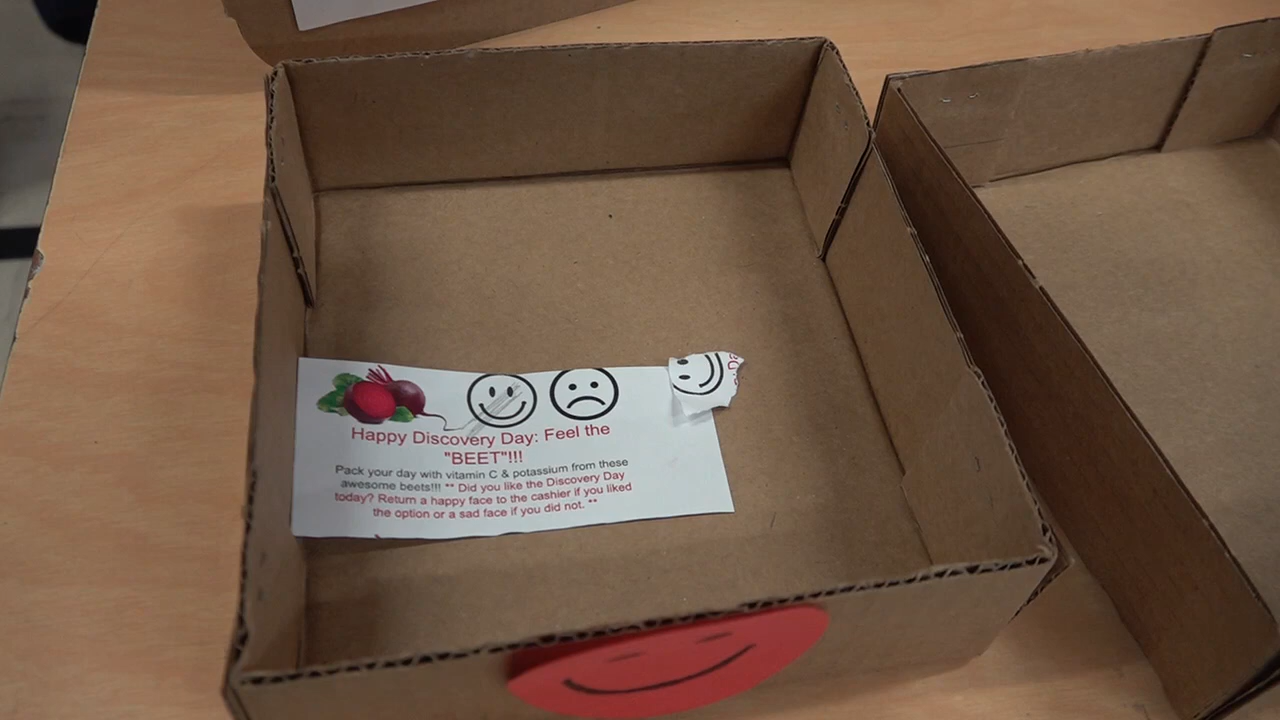 Happy Discovery Day: Feel the
"BEET"!!!
Pack your day with vitamin C & potassium from these
awesome beets!!! ** Did you like the Discovery Day
today? Return a happy face to the cashier if you liked
the option or a sad face if you did not. **